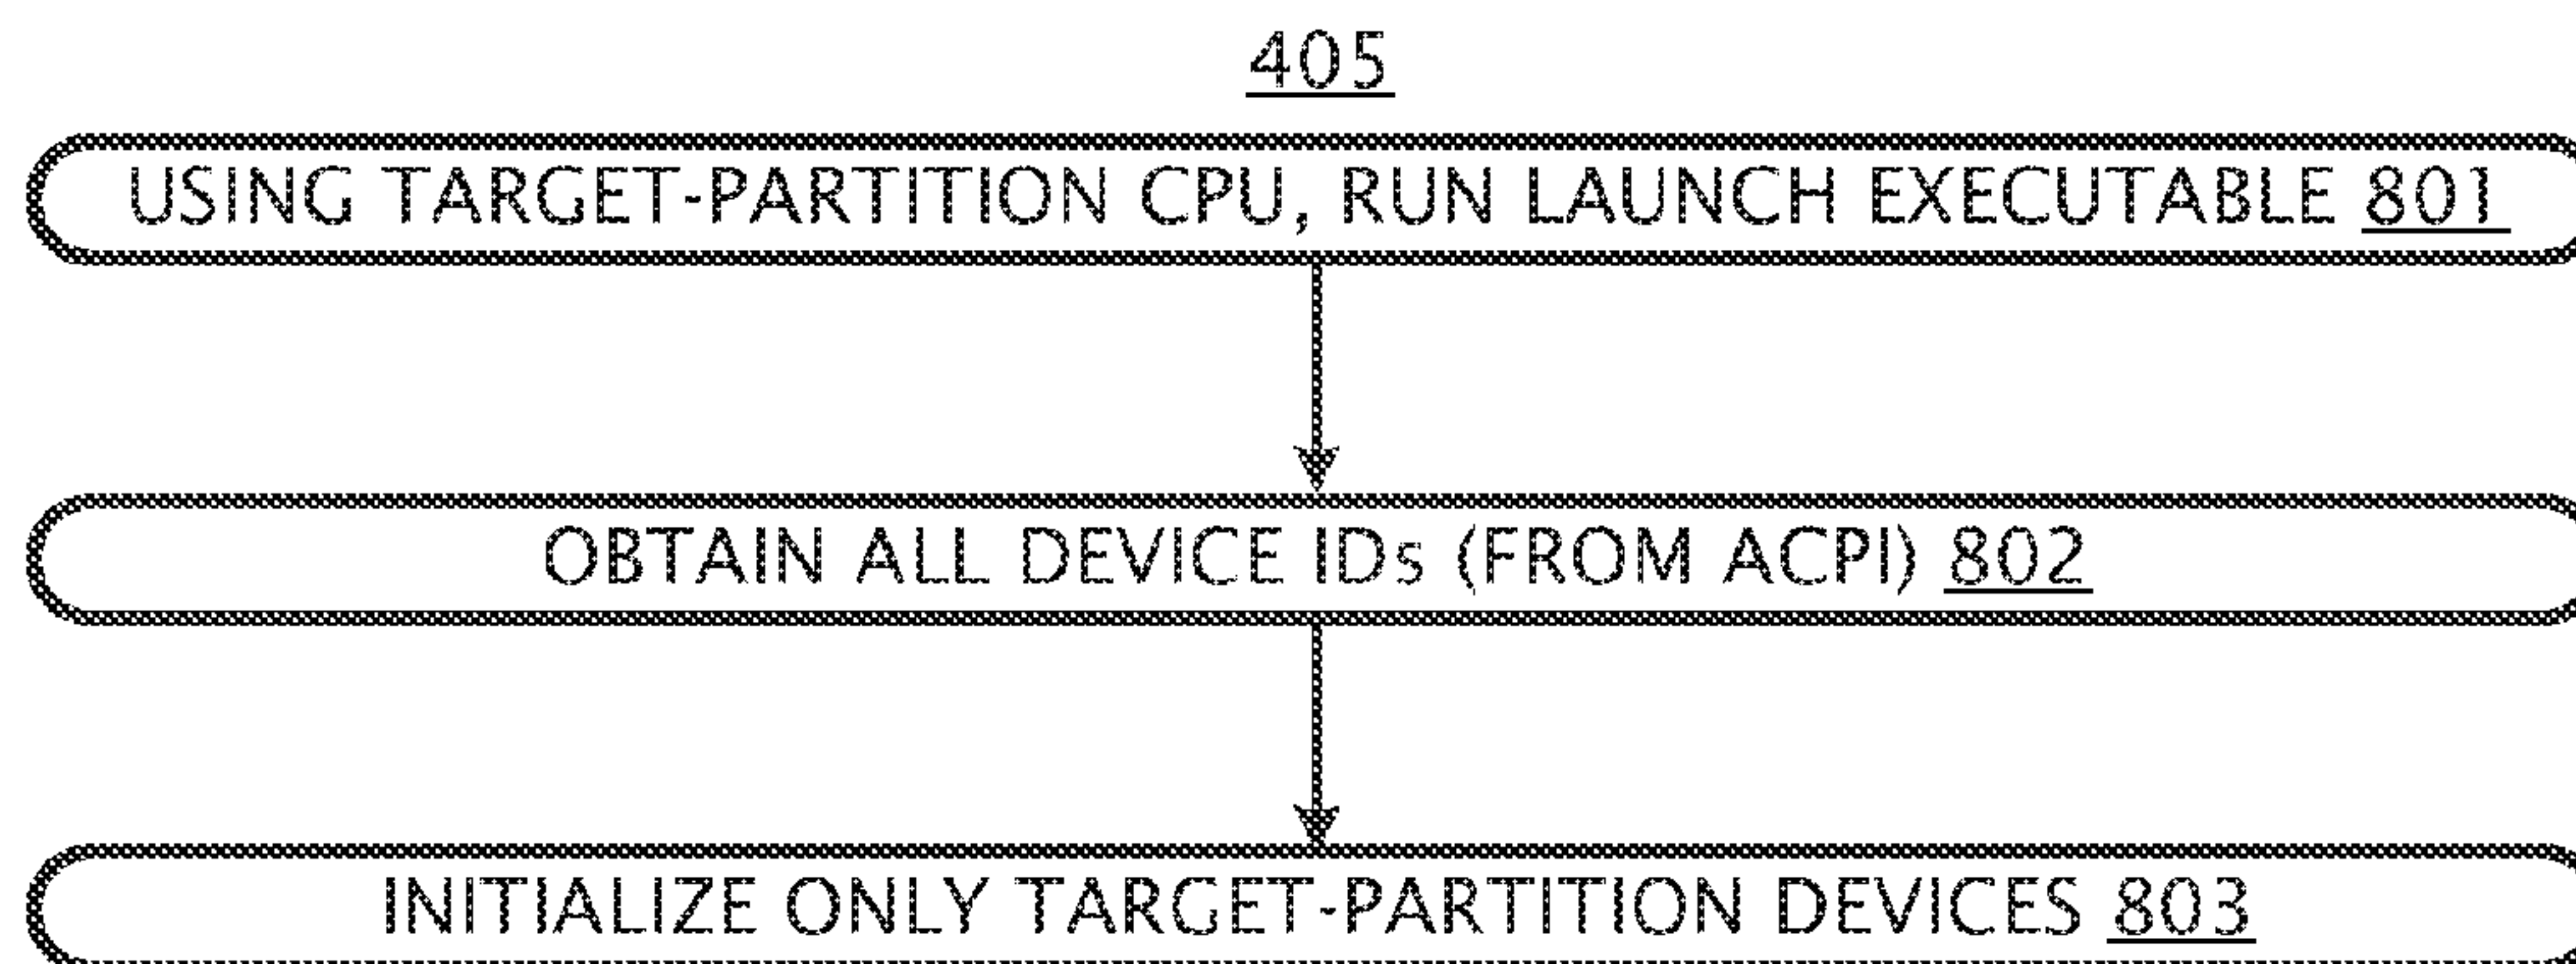 405
USING TARGET-PARTITION CPU, RUN LAUNCH EXECUTABLE 801
OBTAIN ALL DEVICE IDs (FROM ACPI) 802
INITIALIZE ONLY TARGET-PARTITION DEVICES 803